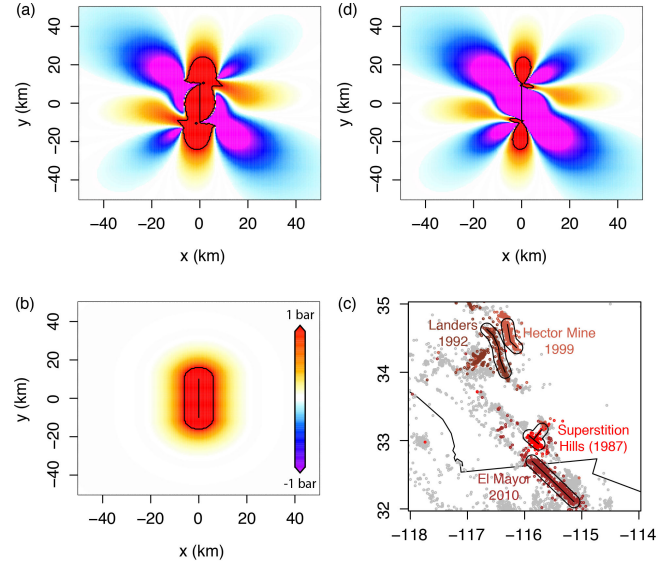 (a)
y (km)
40
20
0
−20
−40
−40
−20
0
20
40
x (km)
(d)
y (km)
40
20
0
−20
−40
−40
−20
0
20
40
x (km)
(b)
y (km)
40
20
0
−20
−40
1 bar
-1 bar
−40
−20
0
20
40
x (km)
(c)
35
34
33
32
Landers
1992
Hector Mine
1999
Superstition
Hills (1987)
El Mayor
2010
−118
−117
−116
−115
−114